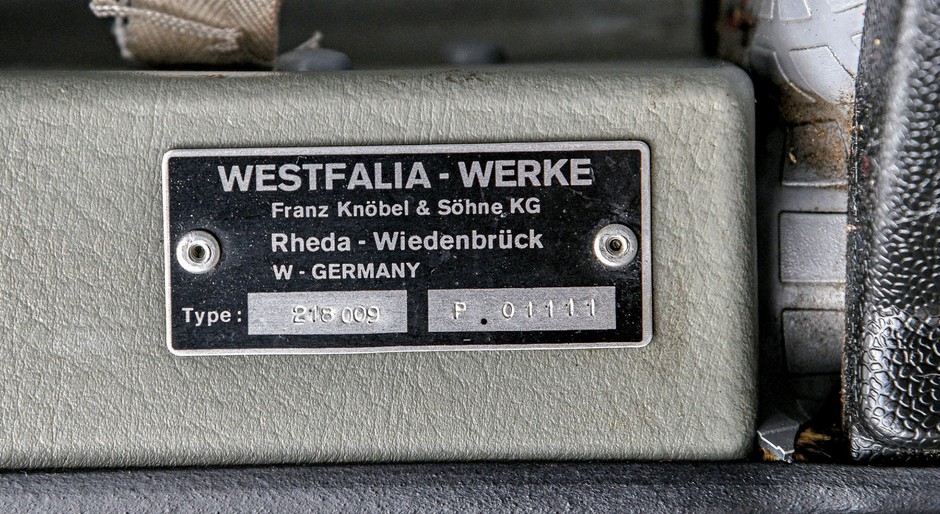 WESTFALIA - WERKE
Franz Knöbel & Söhne KG
Rheda - Wiedenbrück
W - GERMANY
Type: 218 009 P. 01111